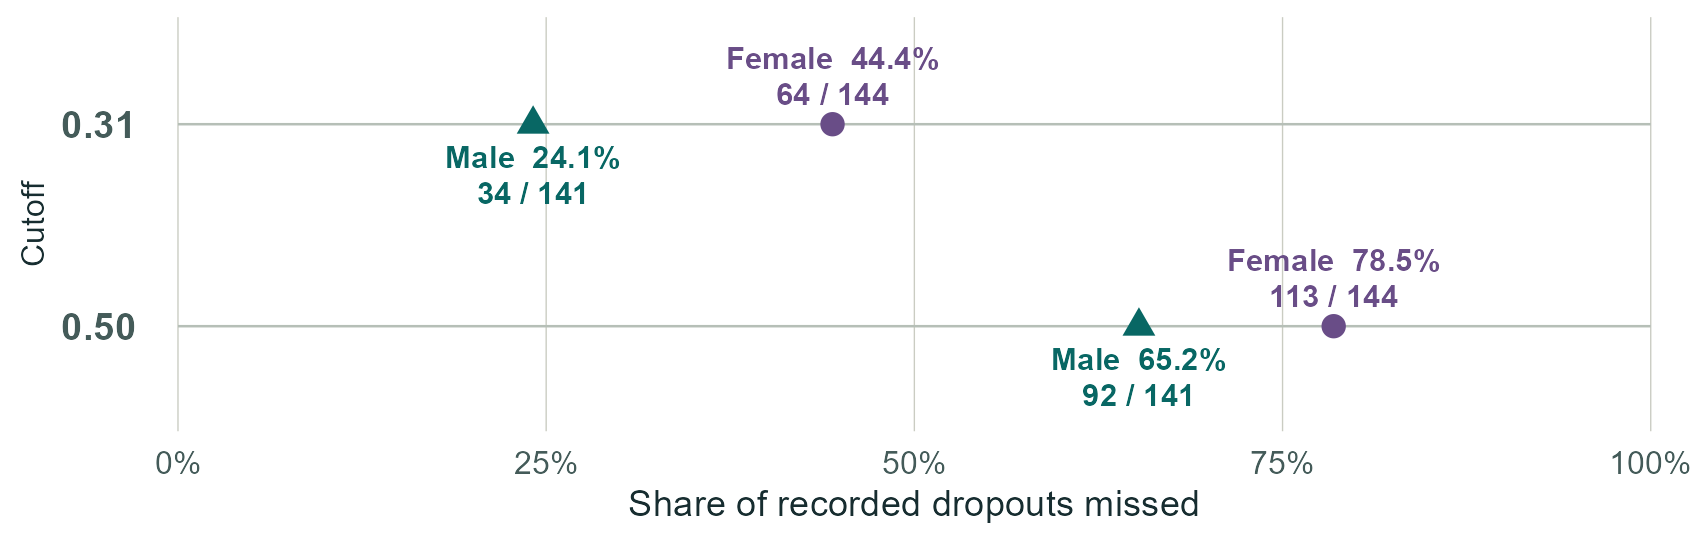 Female 44.4%
64 / 144
0.31
Male 24.1%
34 / 141
Cutoff
Female 78.5%
113 / 144
0.50
Male 65.2%
92 / 141
0% 25% 50% 75% 100%
Share of recorded dropouts missed